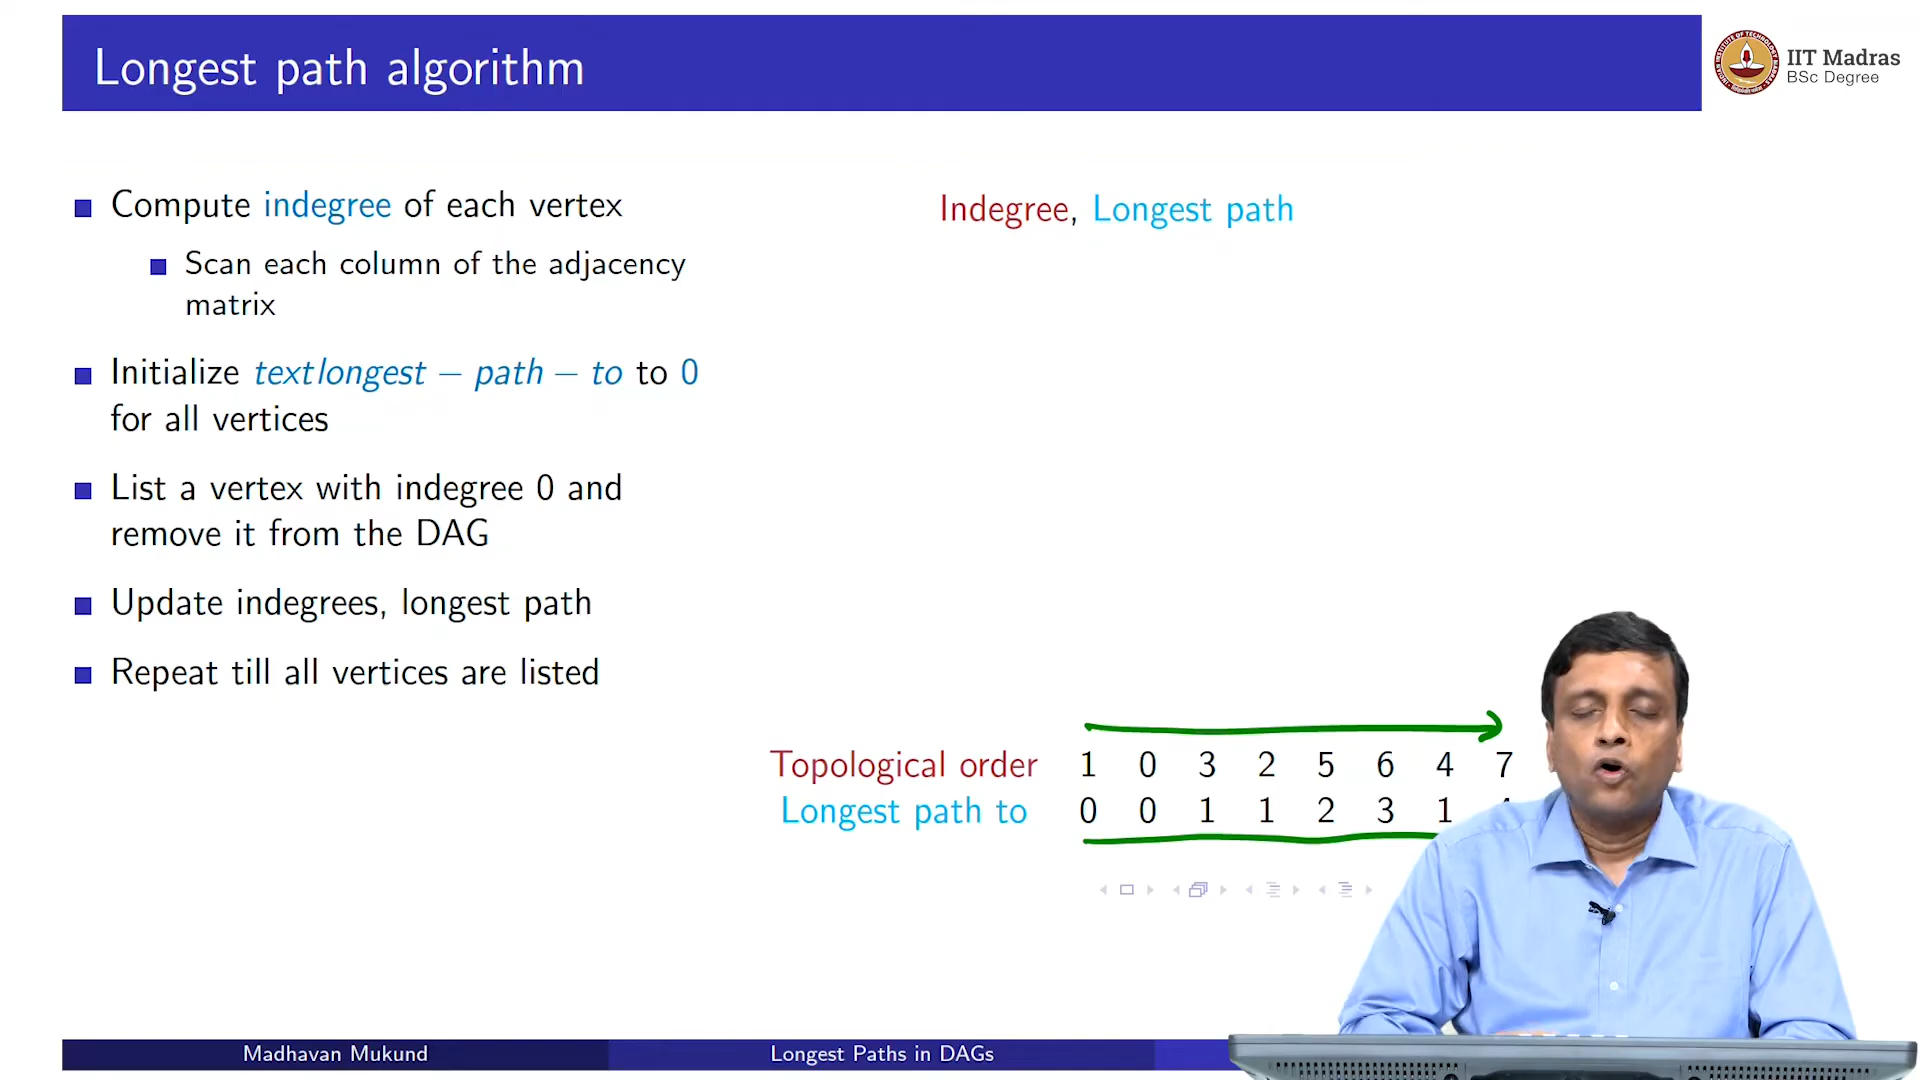 Longest path algorithm
IIT Madras
BSc Degree
Compute indegree of each vertex
Scan each column of the adjacency
matrix
Initialize textlongest − path − to to 0
for all vertices
List a vertex with indegree 0 and
remove it from the DAG
Update indegrees, longest path
Repeat till all vertices are listed
Indegree, Longest path
Topological order 1 0 3 2 5 6 4 7
Longest path to 0 0 1 1 2 3 1
Madhavan Mukund
Longest Paths in DAGs